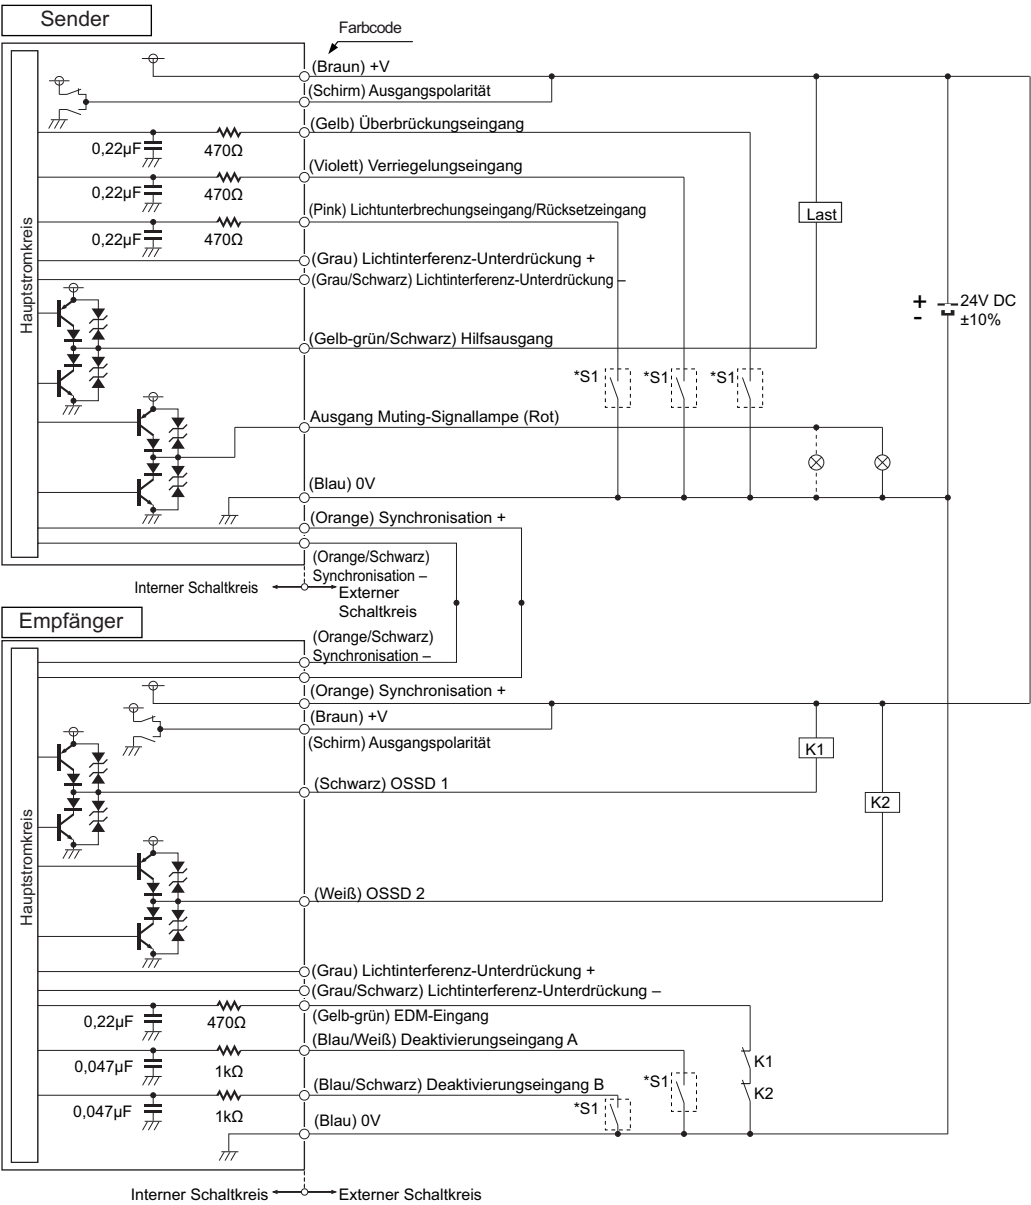 Sender
Farbcode
(Braun) +V
(Schirm) Ausgangspolarität
(Gelb) Überbrückungseingang
0,22µF
470Ω
(Violett) Verriegelungseingang
0,22µF
470Ω
(Pink) Lichtunterbrechungseingang/Rücksetzeingang
Last
0,22µF
470Ω
Hauptstromkreis
(Grau) Lichtinterferenz-Unterdrückung +
(Grau/Schwarz) Lichtinterferenz-Unterdrückung –
+
-
24V DC
±10%
(Gelb-grün/Schwarz) Hilfsausgang
*S1
*S1
*S1
Ausgang Muting-Signallampe (Rot)
(Blau) 0V
(Orange) Synchronisation +
(Orange/Schwarz)
Synchronisation –
Interner Schaltkreis
Externer
Schaltkreis
Empfänger
(Orange/Schwarz)
Synchronisation –
(Orange) Synchronisation +
(Braun) +V
(Schirm) Ausgangspolarität
K1
(Schwarz) OSSD 1
K2
Hauptstromkreis
(Weiß) OSSD 2
(Grau) Lichtinterferenz-Unterdrückung +
(Grau/Schwarz) Lichtinterferenz-Unterdrückung –
0,22µF
470Ω
(Gelb-grün) EDM-Eingang
(Blau/Weiß) Deaktivierungseingang A
K1
0,047µF
1kΩ
(Blau/Schwarz) Deaktivierungseingang B
*S1
K2
0,047µF
1kΩ
*S1
(Blau) 0V
Interner Schaltkreis
Externer Schaltkreis